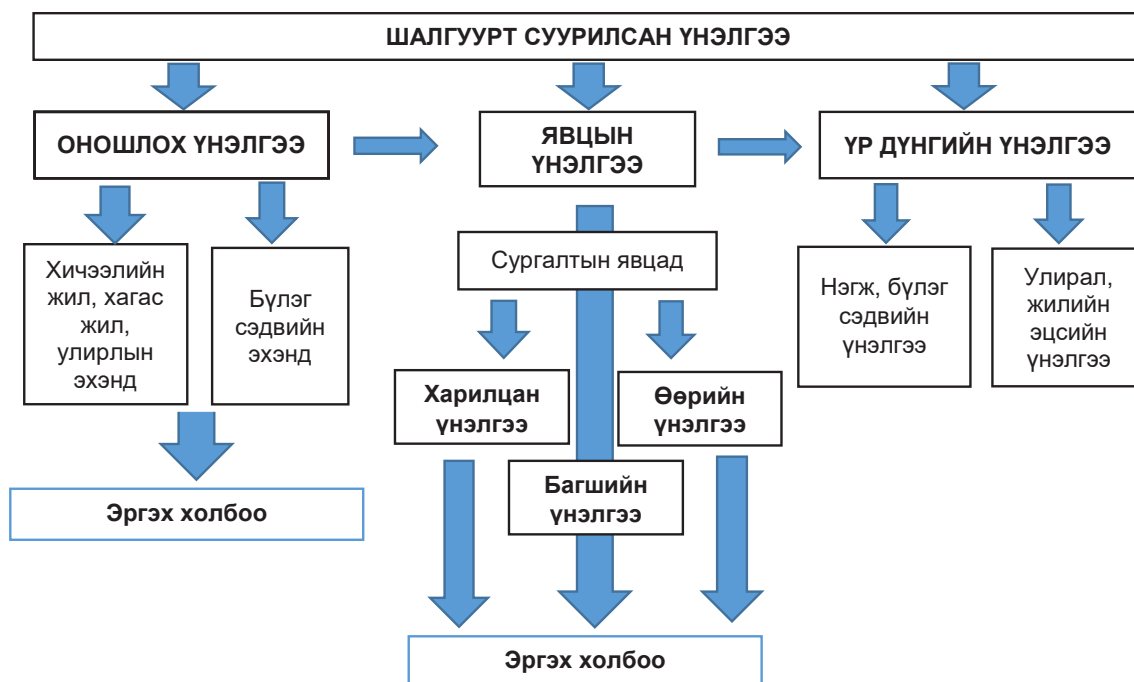 ШАЛГУУРТ СУУРИЛСАН ҮНЭЛГЭЭ
ОНОШЛОХ ҮНЭЛГЭЭ
ЯВЦЫН
ҮНЭЛГЭЭ
ҮР ДҮНГИЙН ҮНЭЛГЭЭ
Хичээлийн
жил, хагас
жил,
улирлын
эхэнд
Бүлэг
сэдвийн
эхэнд
Сургалтын явцад
Нэгж, бүлэг
сэдвийн
үнэлгээ
Улирал,
жилийн
эцсийн
үнэлгээ
Харилцан
үнэлгээ
Өөрийн
үнэлгээ
Багшийн
үнэлгээ
Эргэх холбоо
Эргэх холбоо